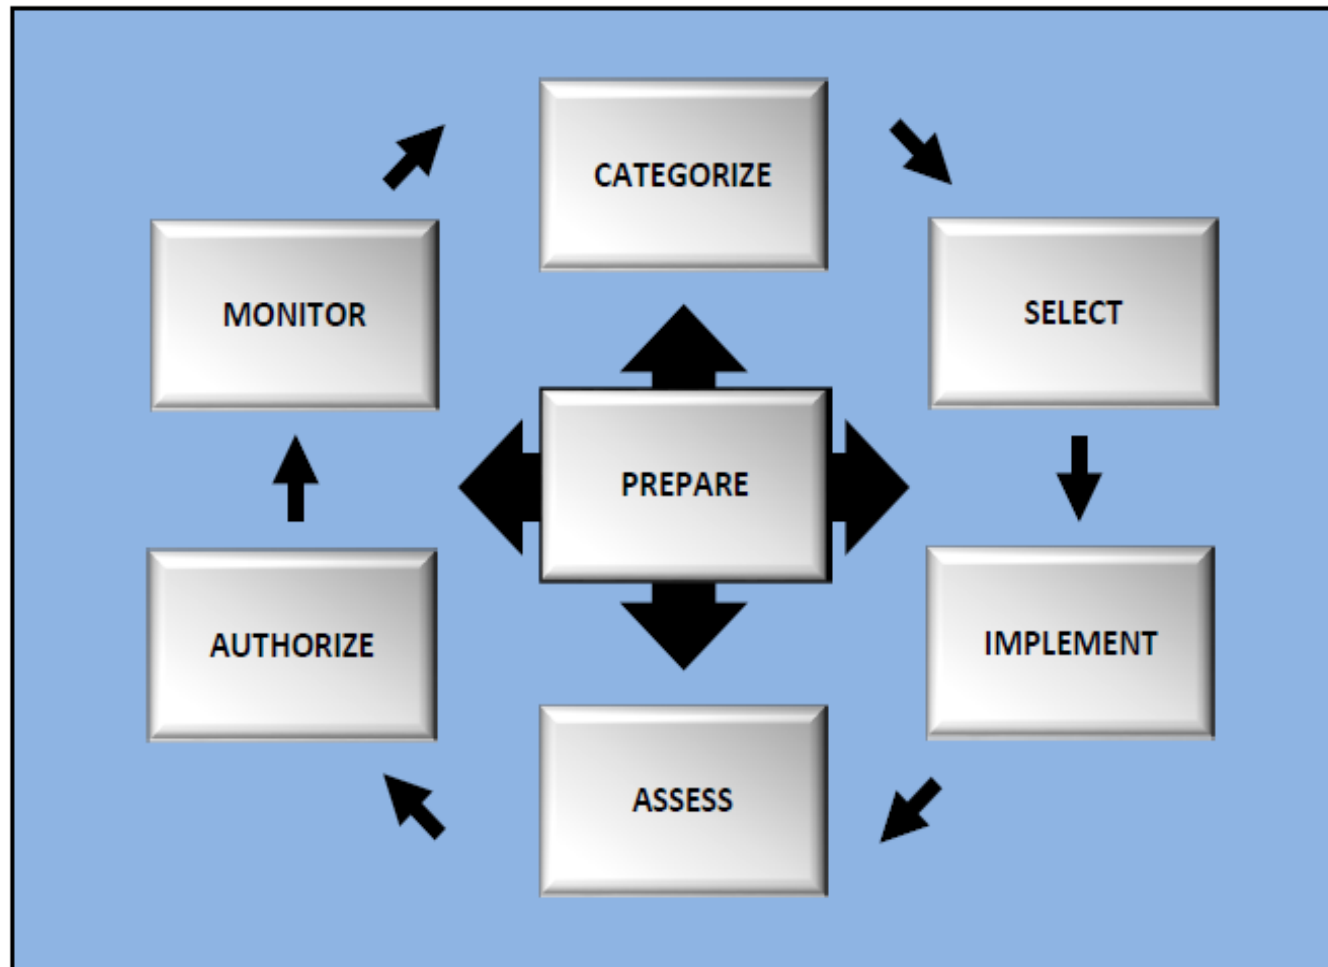 CATEGORIZE
MONITOR
SELECT
PREPARE
AUTHORIZE
IMPLEMENT
ASSESS